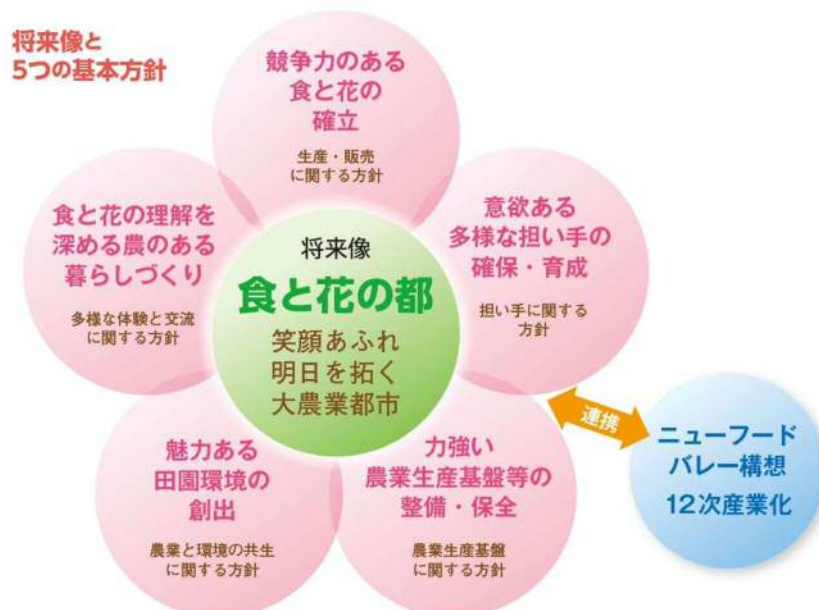 将来像と
5つの基本方針
競争力のある
食と花の
確立
生産・販売
に関する方針
意欲ある
多様な担い手の
確保・育成
担い手に関する
方針
力強い
農業生産基盤等の
整備・保全
農業生産基盤
に関する方針
魅力ある
田園環境の
創出
農業と環境の共生
に関する方針
食と花の理解を
深める農のある
暮らしづくり
多様な体験と交流
に関する方針
将来像
食と花の都
笑顔あふれ
明日を拓く
大農業都市
連携
ニューフード
バレー構想
12次産業化